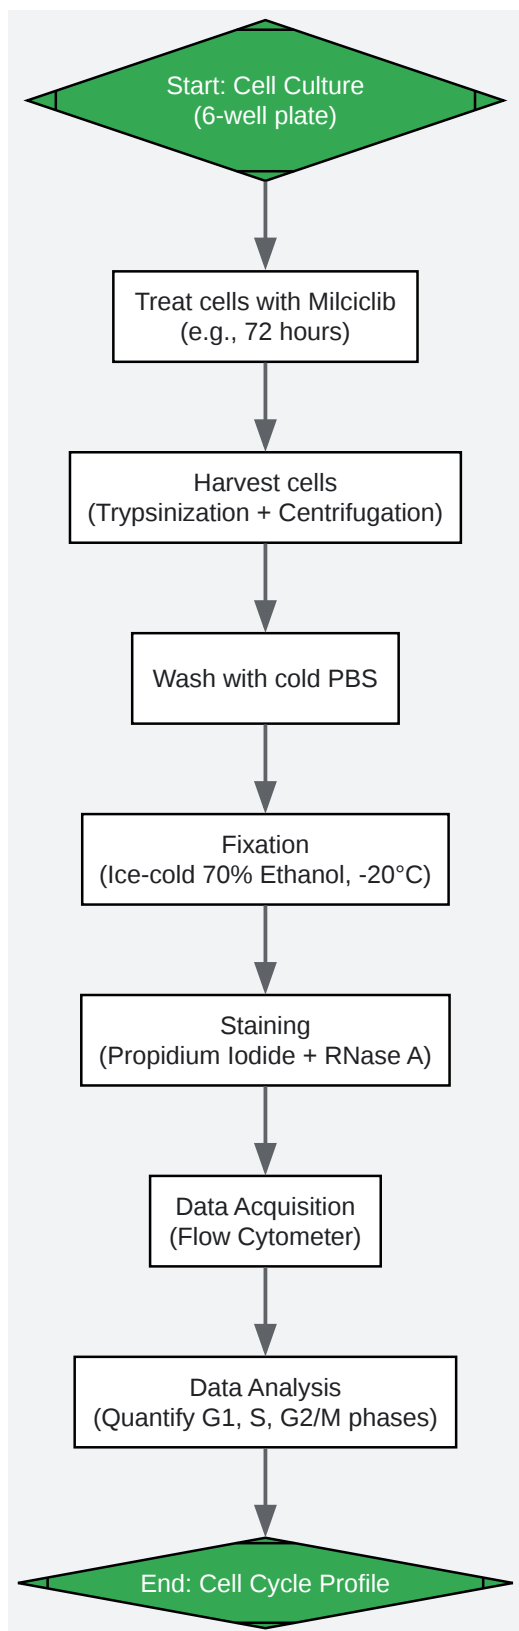 Start: Cell Culture
(6-well plate)
Treat cells with Milciclib
(e.g., 72 hours)
Harvest cells
(Trypsinization + Centrifugation)
Wash with cold PBS
Fixation
(Ice-cold 70% Ethanol, -20°C)
Staining
(Propidium Iodide + RNase A)
Data Acquisition
(Flow Cytometer)
Data Analysis
(Quantify G1, S, G2/M phases)
End: Cell Cycle Profile